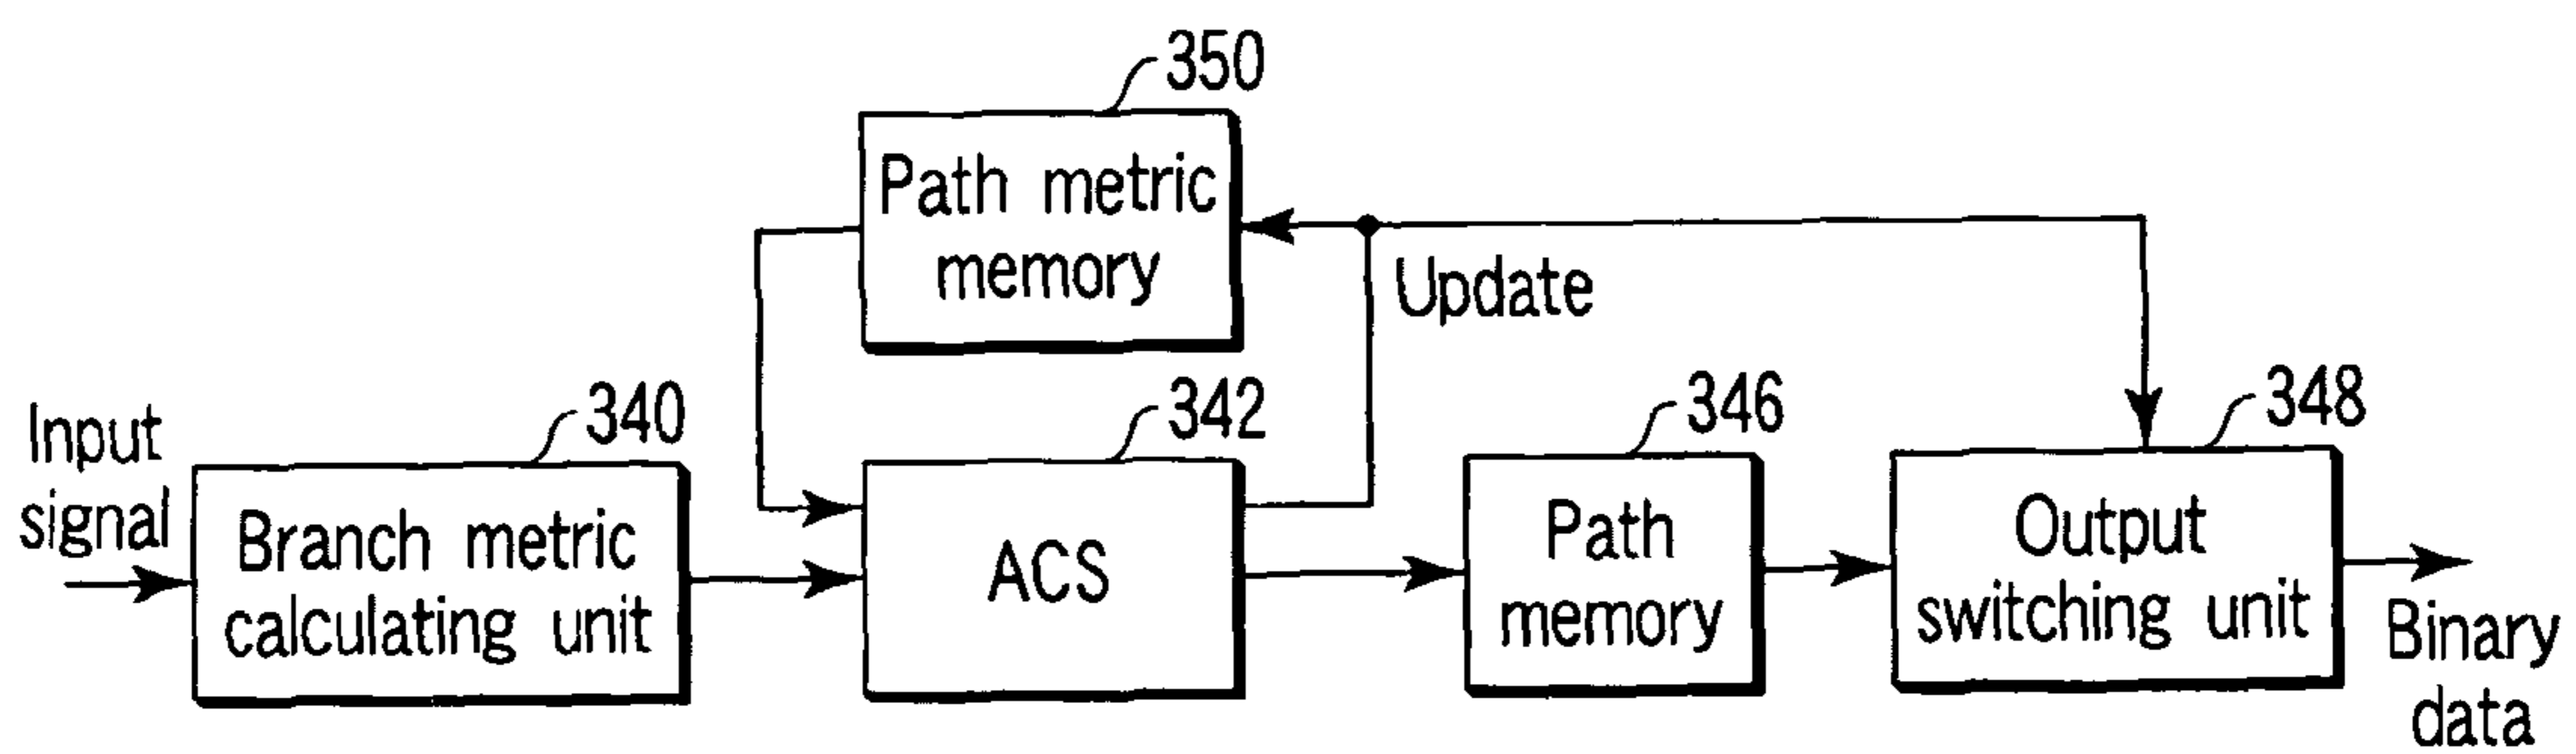 350
Path metric
memory
Update
Input
signal
340
Branch metric
calculating unit
342
ACS
346
Path
memory
348
Output
switching unit
Binary
data